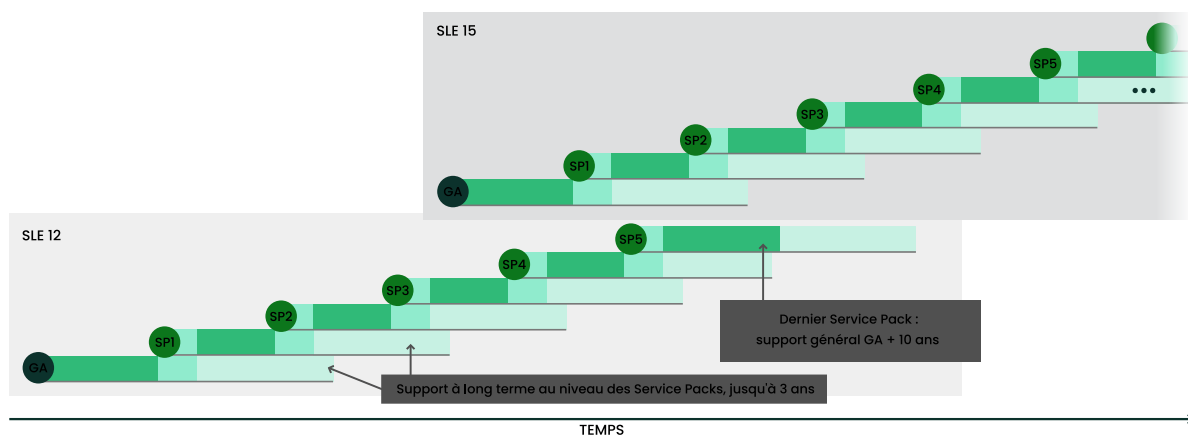 SLE 15
SP5
SP4
•••
SP3
SP2
SP1
GA
SLE 12
SP5
SP4
SP3
SP2
SP1
GA
Dernier Service Pack :
support général GA + 10 ans
Support à long terme au niveau des Service Packs, jusqu'à 3 ans
TEMPS